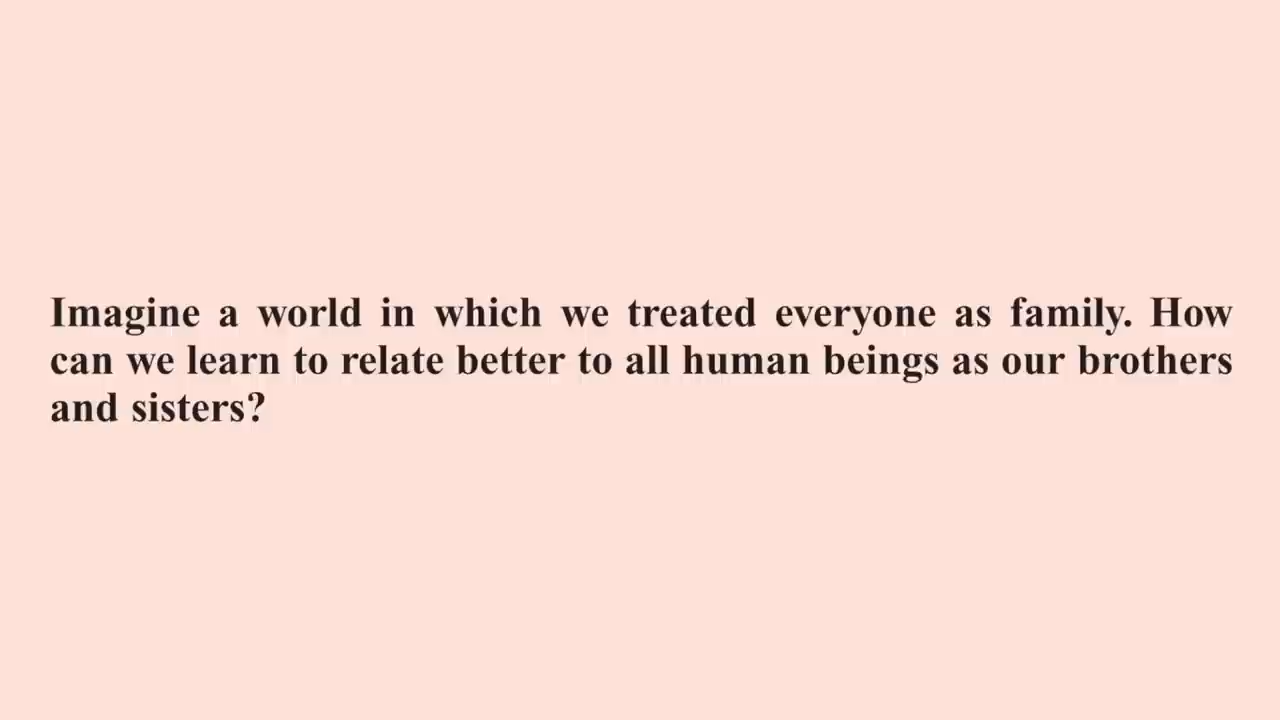 Imagine a world in which we treated everyone as family. How
can we learn to relate better to all human beings as our brothers
and sisters?